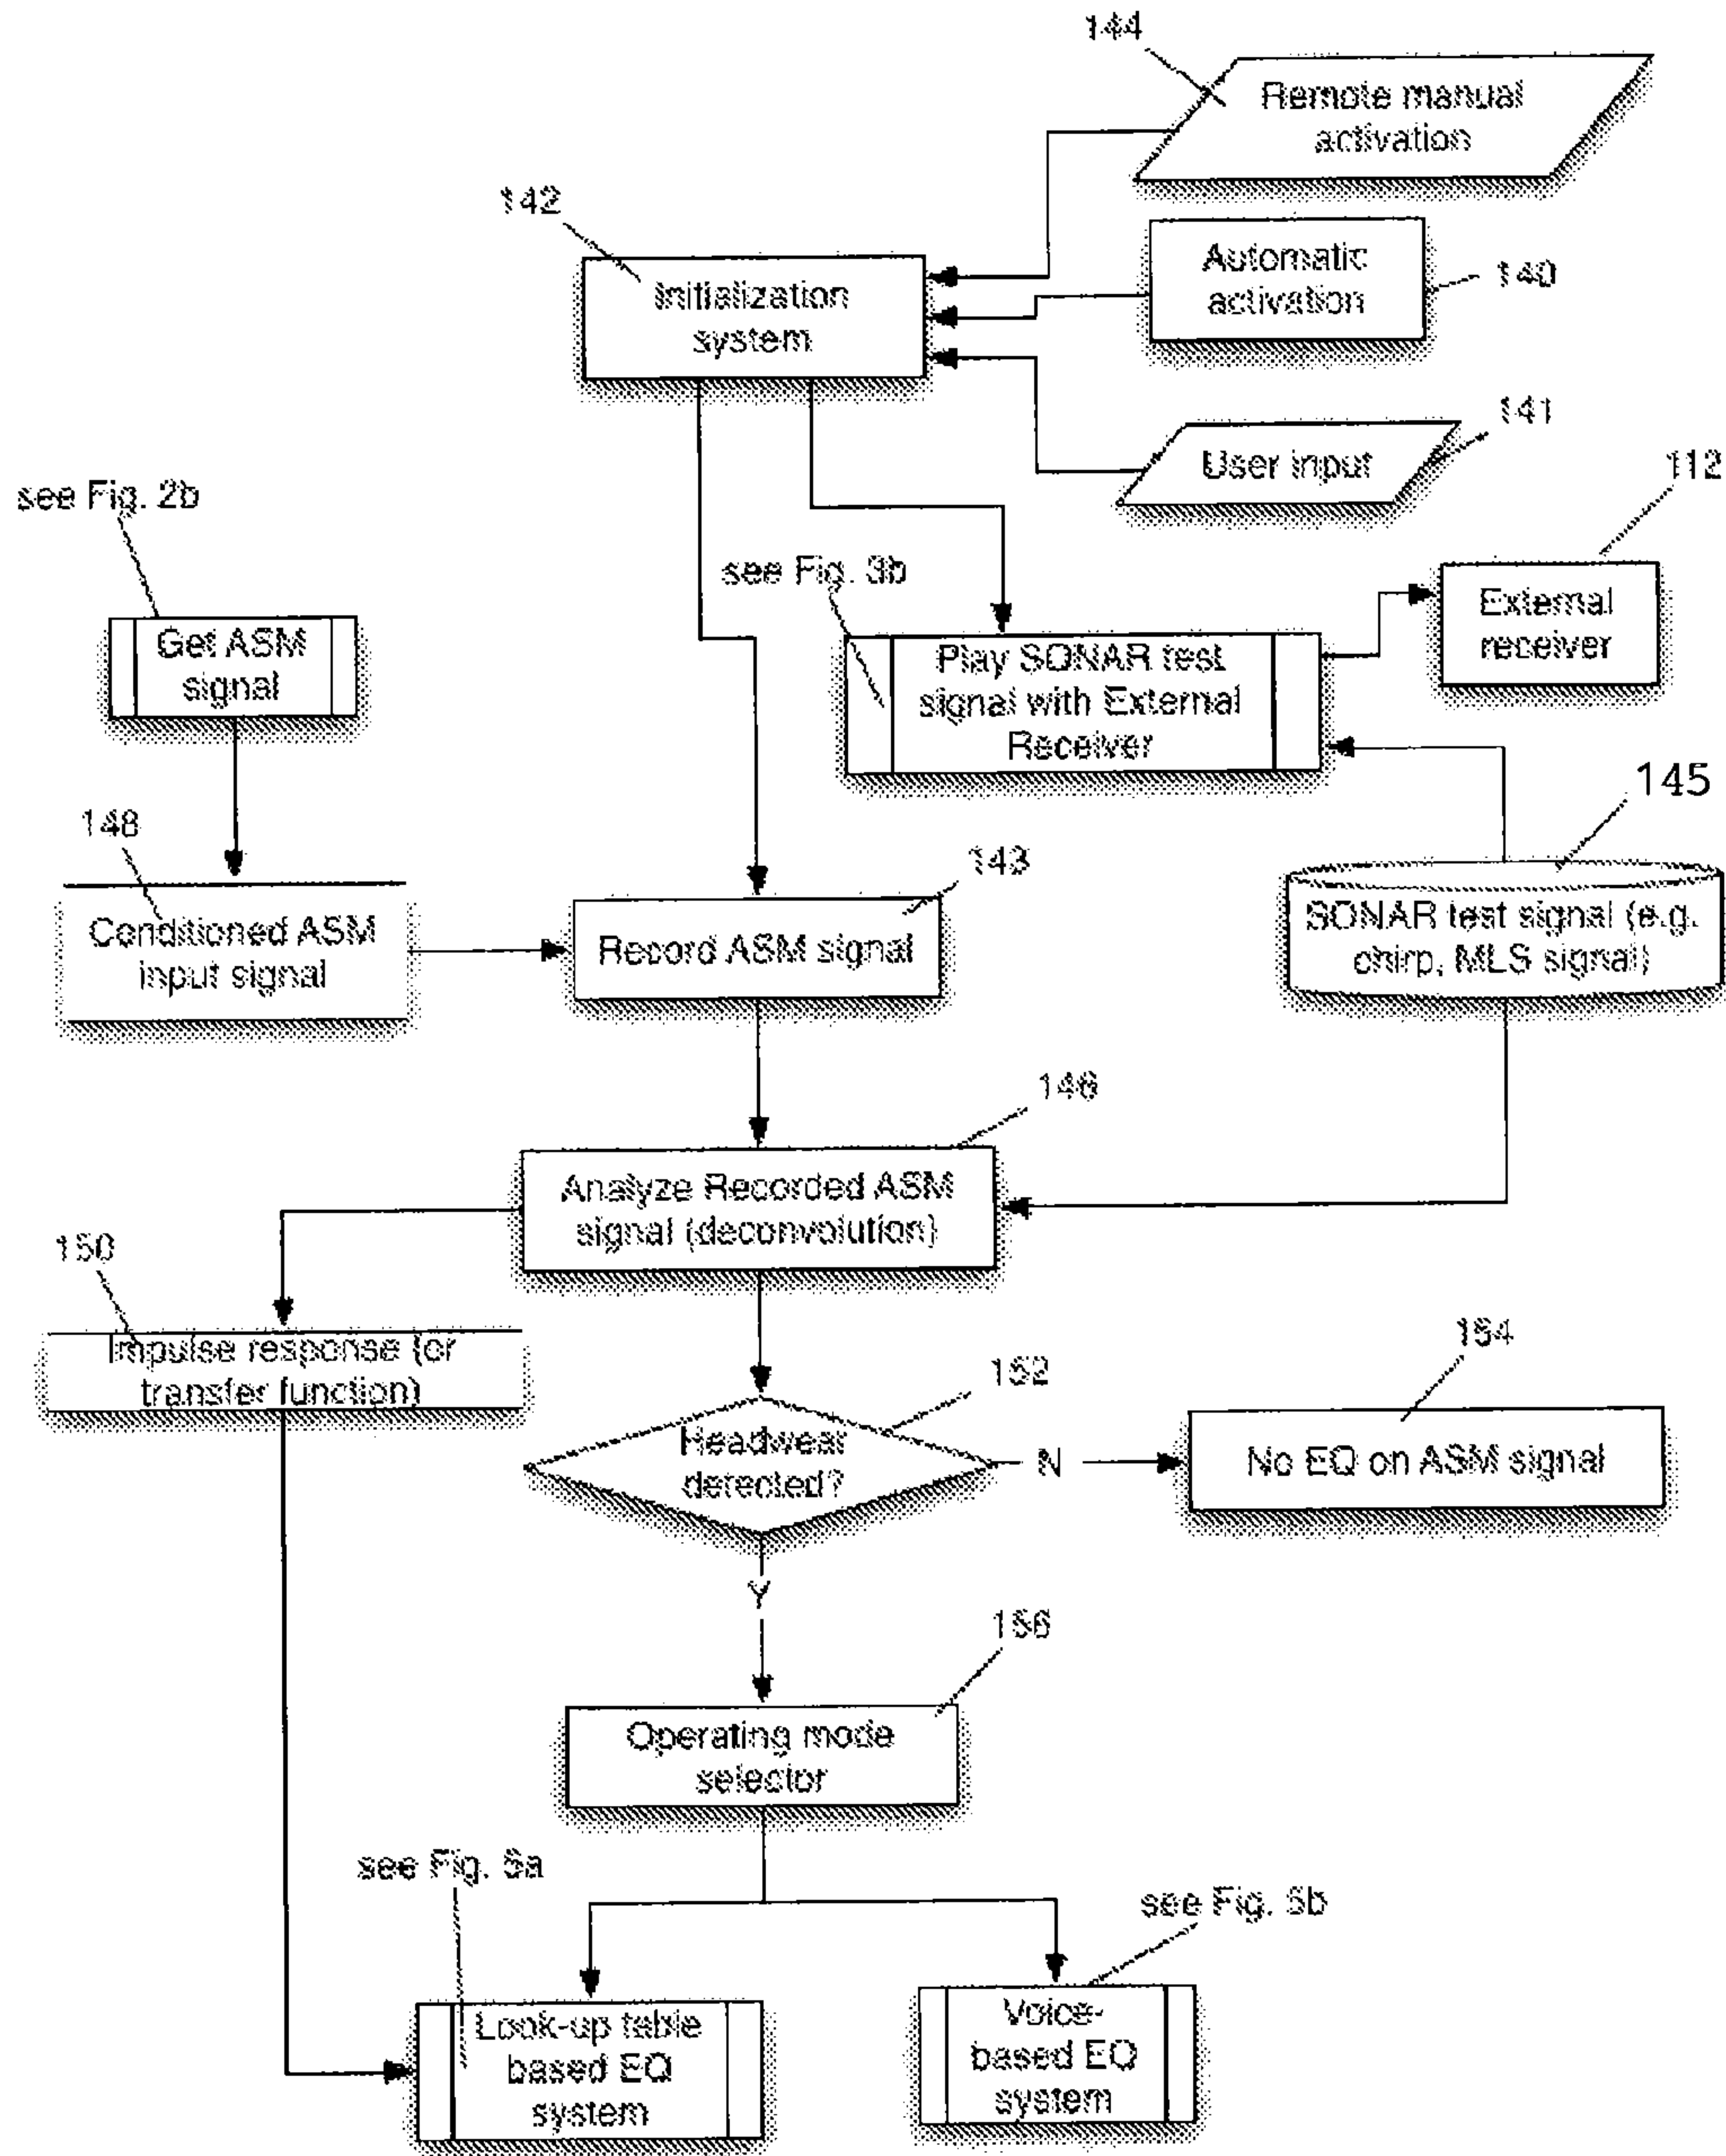 144
Remote manual
activation
142
Initialization
system
Automatic
activation
140
141
User input
112
see Fig. 2b
see Fig. 3b
External
receiver
Get ASM
signal
Play SONAR test
signal with External
Receiver
145
148
143
Conditioned ASM
input signal
Record ASM signal
SONAR test signal (e.g.
chirp, MLS signal)
146
Analyze Recorded ASM
signal (deconvolution)
150
Impulse response (or
transfer function)
152
154
Headwear
detected?
N
No EQ on ASM signal
Y
156
Operating mode
selector
see Fig. 5a
see Fig. 5b
Look-up table
based EQ
system
Voice-
based EQ
system